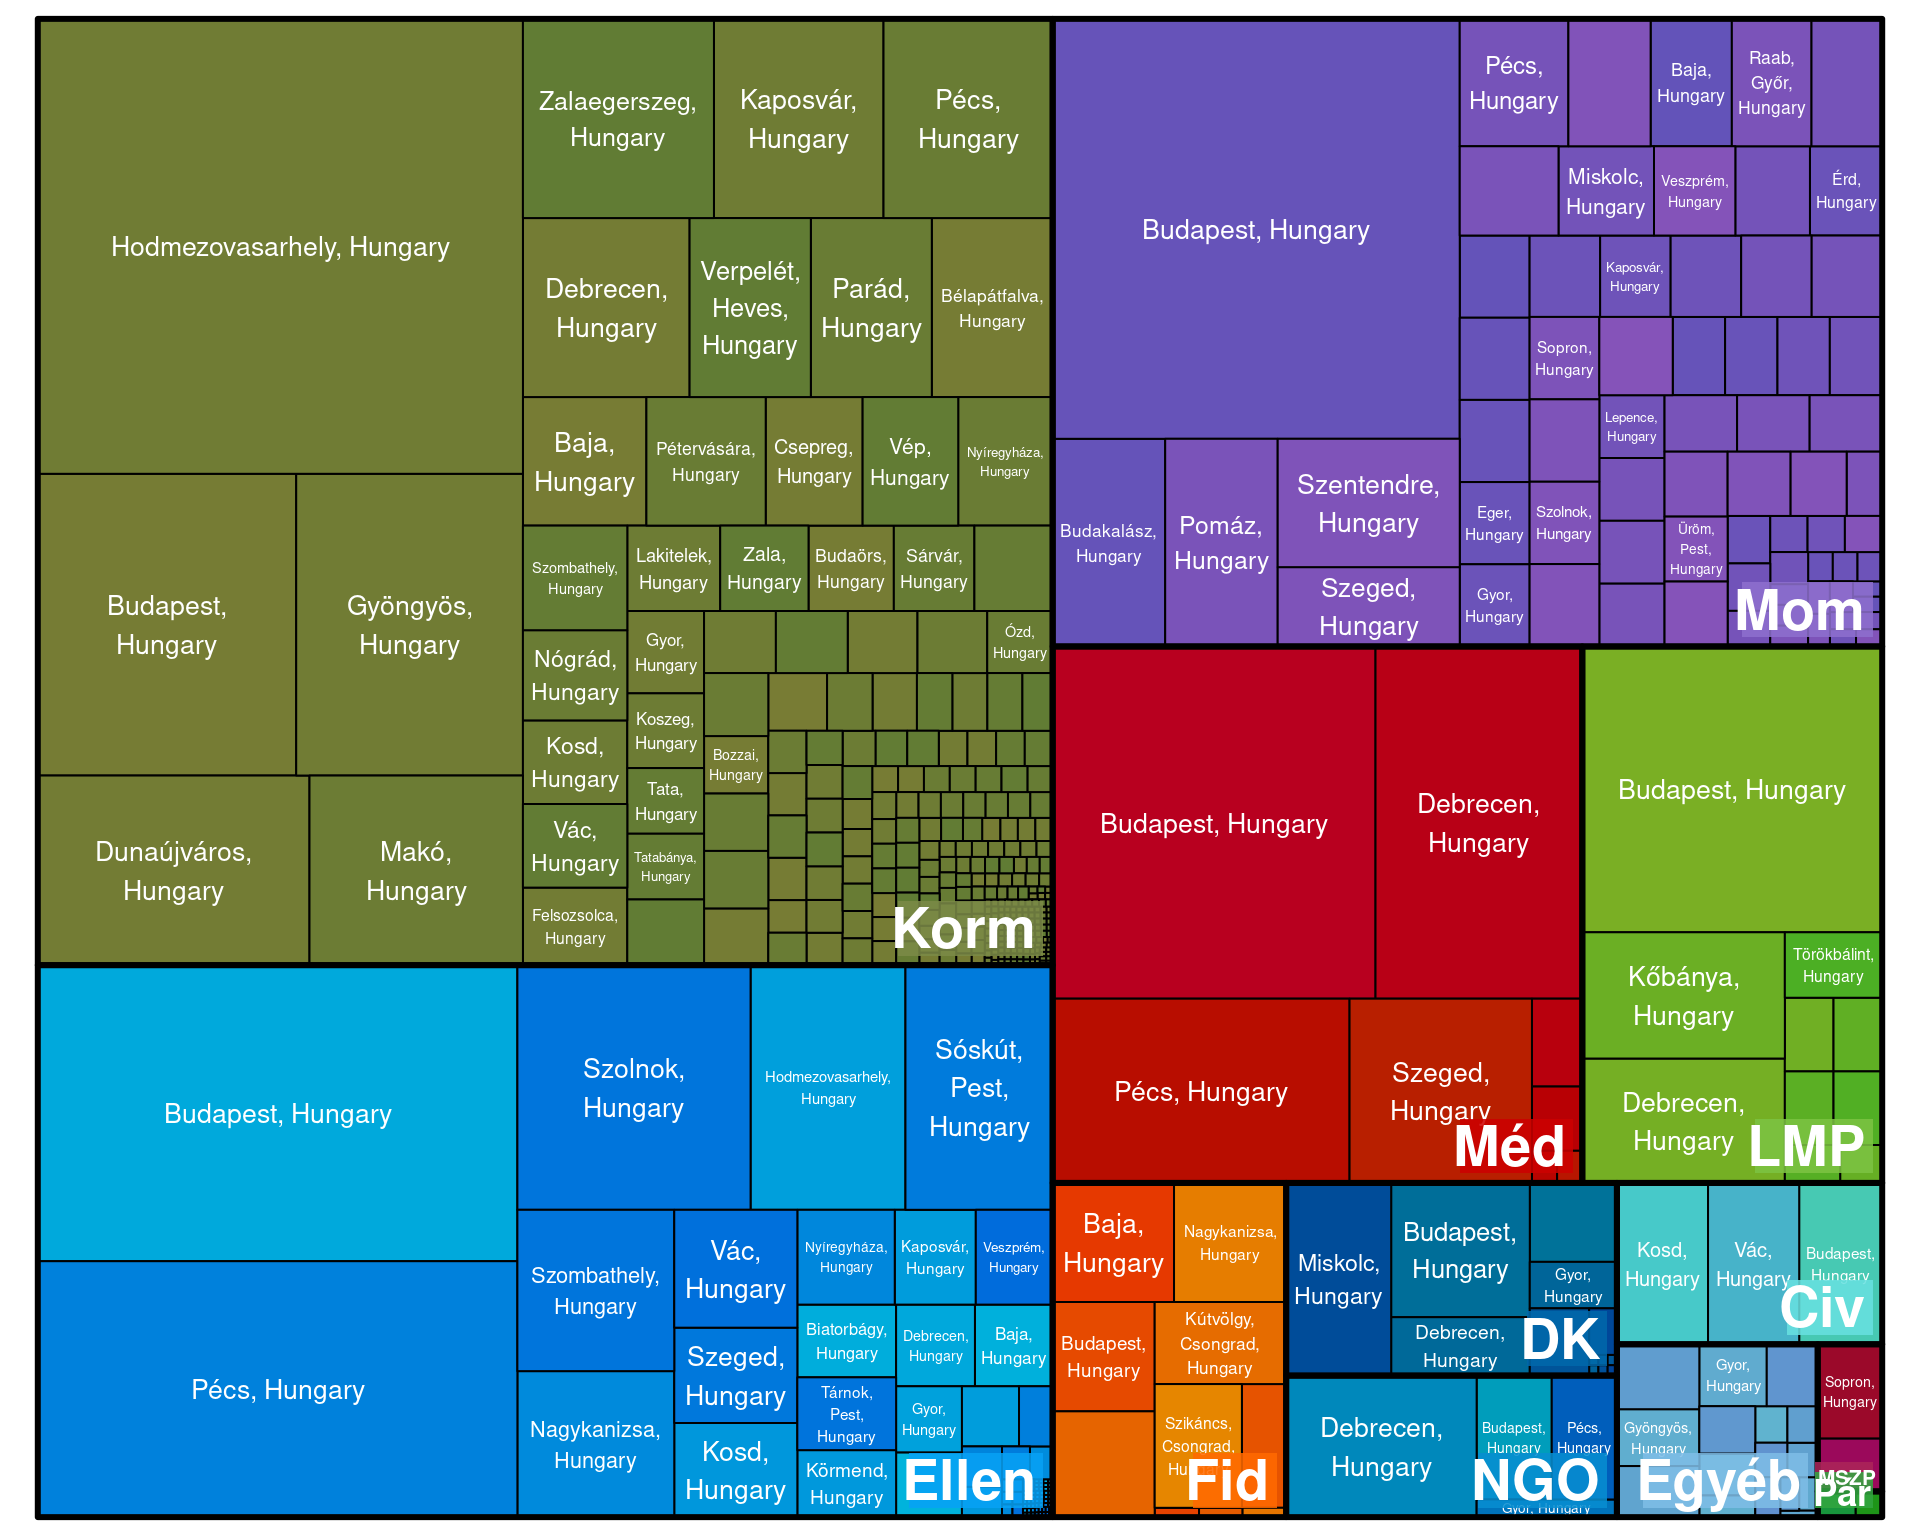 Hodmezovasarhely, Hungary
Budapest,
Hungary
Gyöngyös,
Hungary
Dunaújváros,
Hungary
Makó,
Hungary
Zalaegerszeg,
Hungary
Kaposvár,
Hungary
Pécs,
Hungary
Debrecen,
Hungary
Verpelét,
Heves,
Hungary
Parád,
Hungary
Bélapátfalva,
Hungary
Baja,
Hungary
Pétervására,
Hungary
Csepreg,
Hungary
Vép,
Hungary
Nyíregyháza,
Hungary
Szombathely,
Hungary
Lakitelek,
Hungary
Zala,
Hungary
Budaörs,
Hungary
Sárvár,
Hungary
Nógrád,
Hungary
Gyor,
Hungary
Ózd,
Hungary
Kosd,
Hungary
Koszeg,
Hungary
Bozzai,
Hungary
Vác,
Hungary
Tata,
Hungary
Tatabánya,
Hungary
Felsozsolca,
Hungary
Korm
Budapest, Hungary
Budakalász,
Hungary
Pomáz,
Hungary
Szentendre,
Hungary
Szeged,
Hungary
Pécs,
Hungary
Baja,
Hungary
Raab,
Győr,
Hungary
Miskolc,
Hungary
Veszprém,
Hungary
Érd,
Hungary
Kaposvár,
Hungary
Sopron,
Hungary
Lepence,
Hungary
Eger,
Hungary
Szolnok,
Hungary
Üröm,
Pest,
Hungary
Gyor,
Hungary
Mom
Budapest, Hungary
Debrecen,
Hungary
Pécs, Hungary
Szeged,
Hungary
Méd
Budapest, Hungary
Kőbánya,
Hungary
Törökbálint,
Hungary
Debrecen,
Hungary
LMP
Budapest, Hungary
Pécs, Hungary
Szolnok,
Hungary
Hodmezovasarhely,
Hungary
Sóskút,
Pest,
Hungary
Szombathely,
Hungary
Vác,
Hungary
Nyíregyháza,
Hungary
Kaposvár,
Hungary
Veszprém,
Hungary
Szeged,
Hungary
Biatorbágy,
Hungary
Debrecen,
Hungary
Baja,
Hungary
Nagykanizsa,
Hungary
Kosd,
Hungary
Tárnok,
Pest,
Hungary
Gyor,
Hungary
Körmend,
Hungary
Ellen
Baja,
Hungary
Nagykanizsa,
Hungary
Budapest,
Hungary
Kútvölgy,
Csongrad,
Hungary
Szikáncs,
Csongrad,
Fid
Miskolc,
Hungary
Budapest,
Hungary
Gyor,
Hungary
Debrecen,
Hungary
DK
Debrecen,
Hungary
Budapest,
Hungary
Pécs,
Hungary
Gyor, Hungary
NGO
Kosd,
Hungary
Vác,
Hungary
Budapest,
Hungary
Civ
Gyor,
Hungary
Gyöngyös,
Hungary
Egyéb
Sopron,
Hungary
MSZP
Par